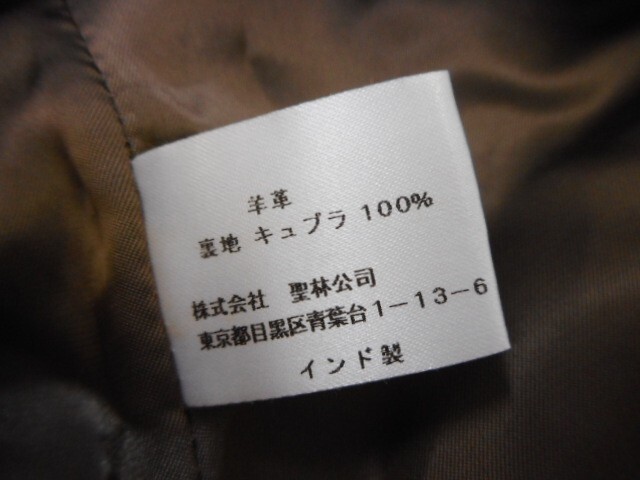 羊革
裏地 キュプラ 100%
株式会社 聖林公司
東京都目黒区青葉台1-13-6
インド製